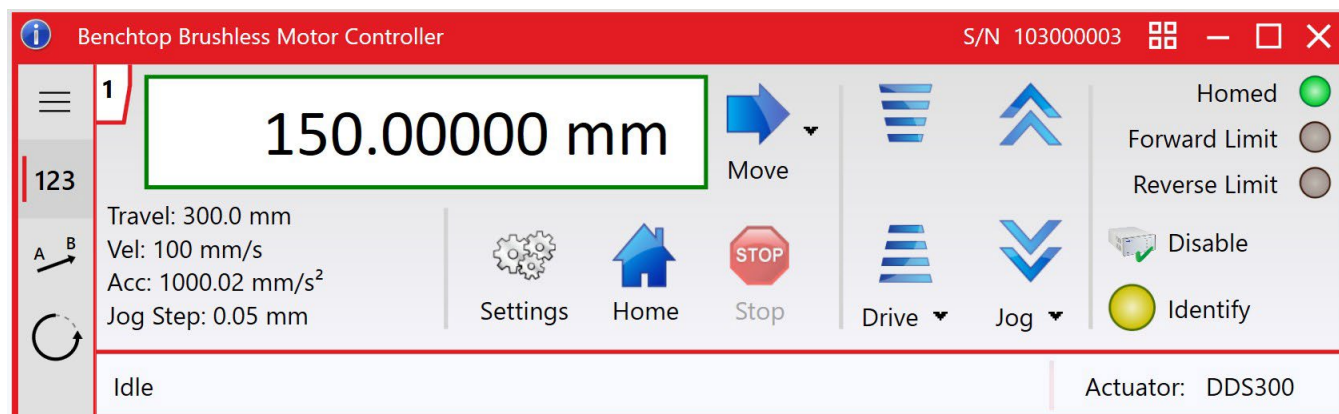 Benchtop Brushless Motor Controller
S/N 103000003
1
150.00000 mm
Move
Homed
Forward Limit
Reverse Limit
123
Travel: 300.0 mm
Vel: 100 mm/s
Acc: 1000.02 mm/s²
Jog Step: 0.05 mm
Settings
Home
STOP
Stop
Drive
Jog
Disable
Identify
A B
Idle
Actuator: DDS300